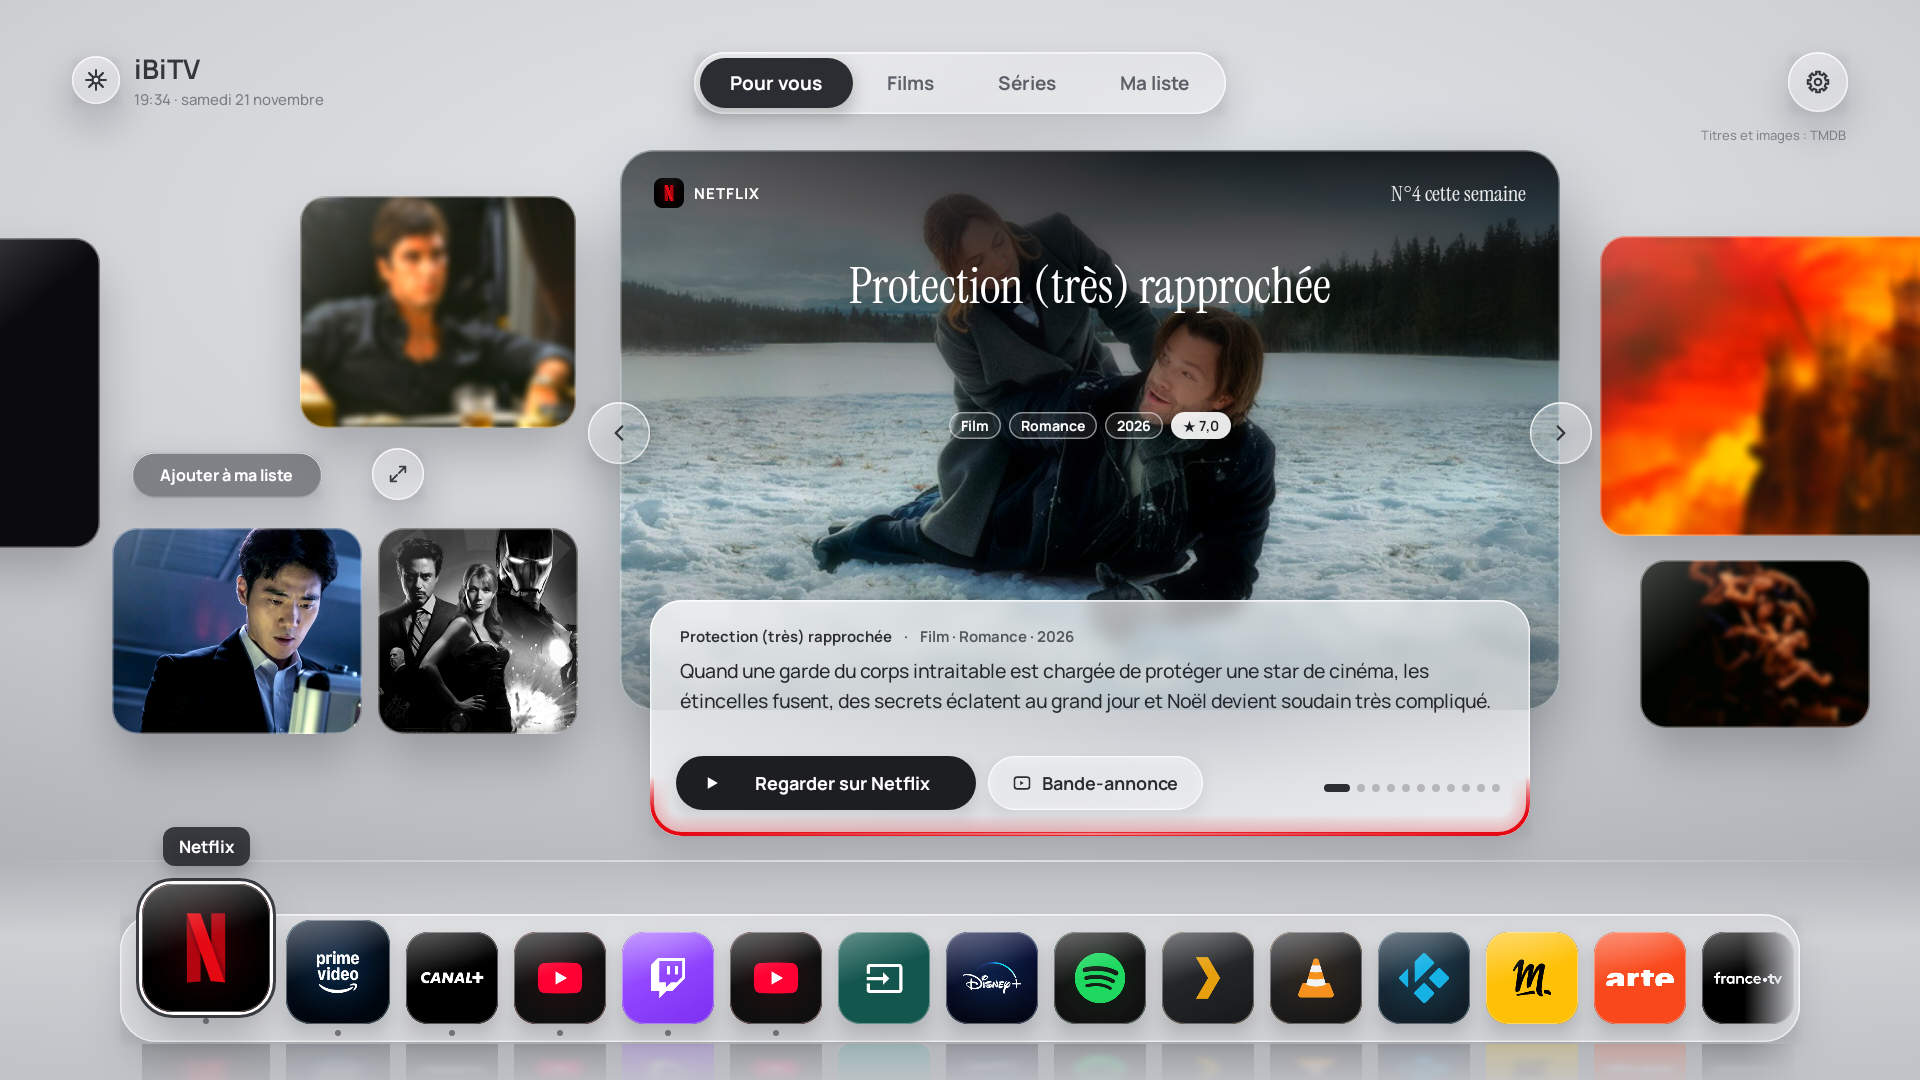 iBiTV
19:34 · samedi 21 novembre
Pour vous
Films
Séries
Ma liste
Titres et images : TMDB
NETFLIX
N°4 cette semaine
Protection (très) rapprochée
Film
Romance
2026
★ 7,0
Ajouter à ma liste
Protection (très) rapprochée · Film · Romance · 2026
Quand une garde du corps intraitable est chargée de protéger une star de cinéma, les
étincelles fusent, des secrets éclatent au grand jour et Noël devient soudain très compliqué.
Regarder sur Netflix
Bande-annonce
Netflix
N
prime
video
CANAL+
Disney+
m.
arte
france•tv